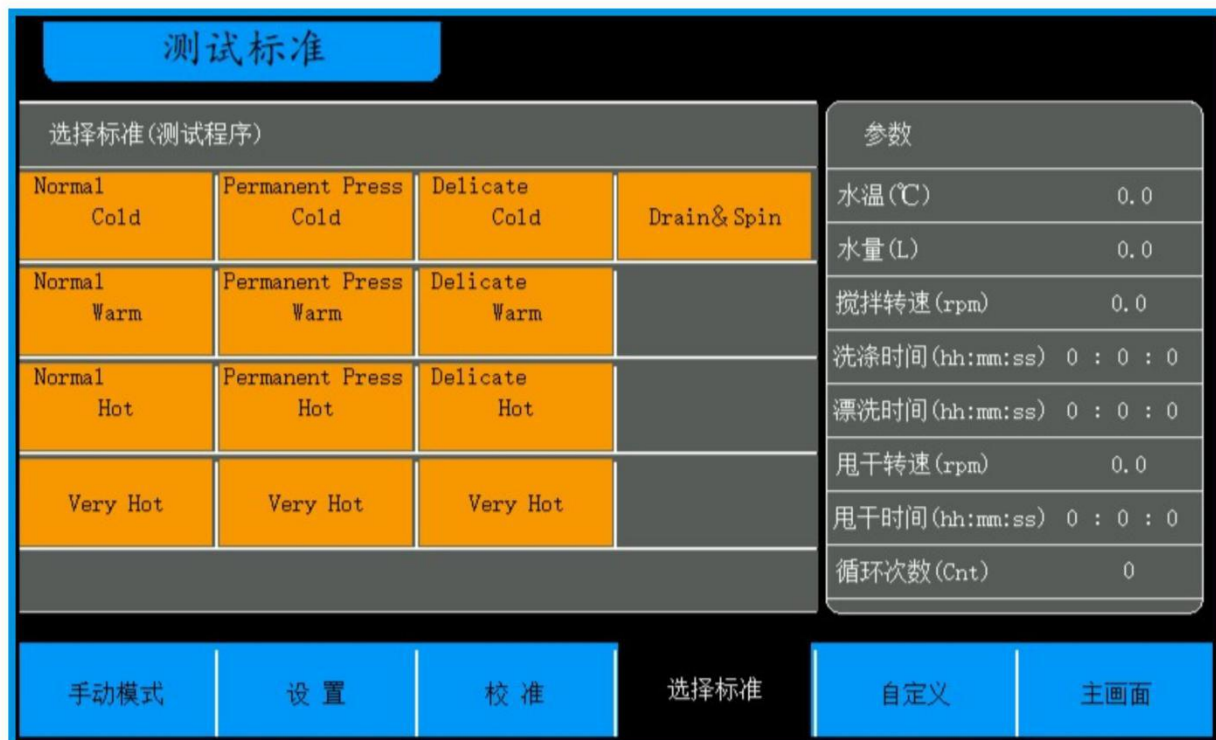 测试标准
选择标准(测试程序)
Normal Cold
Permanent Press Cold
Delicate Cold
Drain&Spin
Normal Warm
Permanent Press Warm
Delicate Warm
Normal Hot
Permanent Press Hot
Delicate Hot
Very Hot
Very Hot
Very Hot
参数
水温(℃) 0.0
水量(L) 0.0
搅拌转速(rpm) 0.0
洗涤时间(hh:mm:ss) 0 : 0 : 0
漂洗时间(hh:mm:ss) 0 : 0 : 0
甩干转速(rpm) 0.0
甩干时间(hh:mm:ss) 0 : 0 : 0
循环次数(Cnt) 0
手动模式
设 置
校 准
选择标准
自定义
主画面